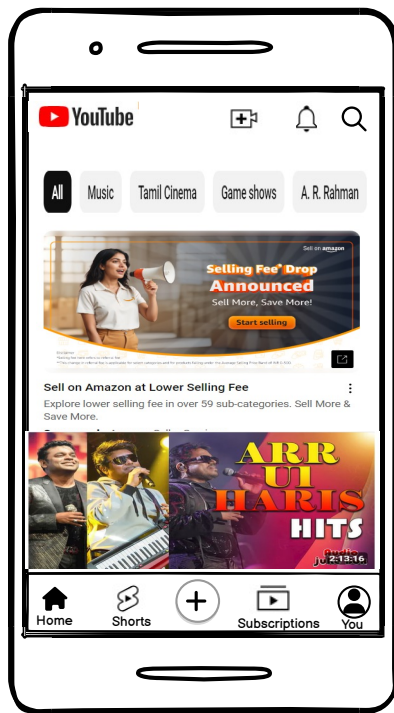 YouTube
All Music Tamil Cinema Game shows A. R. Rahman
Sell on amazon
Selling Fee* Drop
Announced
Sell More, Save More!
Start selling
Sell on Amazon at Lower Selling Fee
Explore lower selling fee in over 59 sub-categories. Sell More &
Save More.
ARR
U1
HARIS
HITS
2:13:16
Home Shorts Subscriptions You